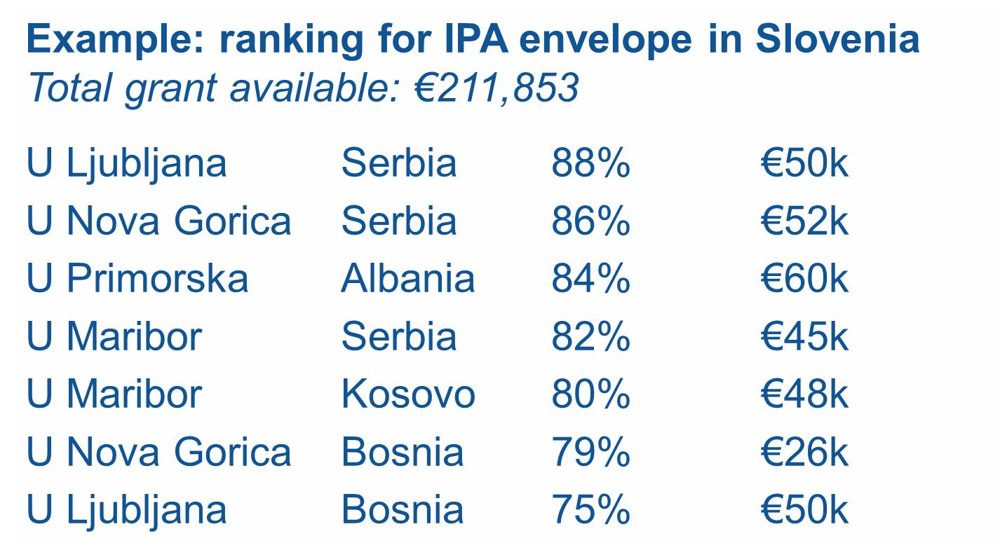 Example: ranking for IPA envelope in Slovenia
Total grant available: €211,853
U Ljubljana Serbia 88% €50k
U Nova Gorica Serbia 86% €52k
U Primorska Albania 84% €60k
U Maribor Serbia 82% €45k
U Maribor Kosovo 80% €48k
U Nova Gorica Bosnia 79% €26k
U Ljubljana Bosnia 75% €50k